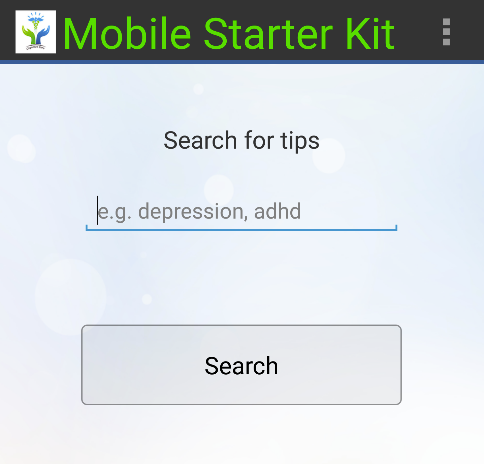 Mobile Starter Kit
Search for tips
e.g. depression, adhd
Search